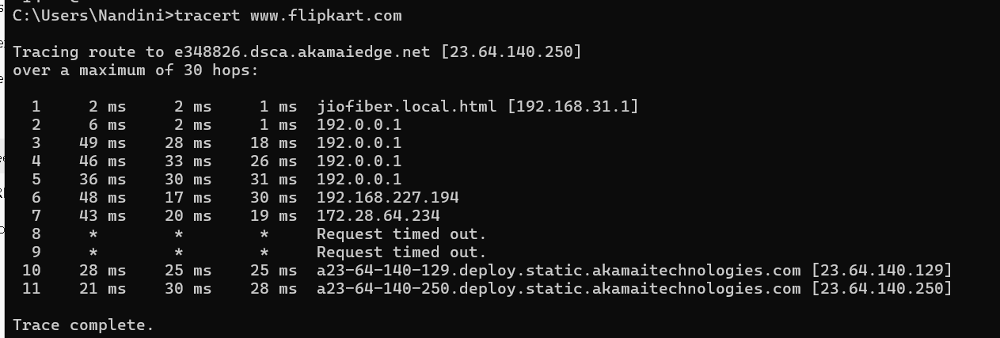 C:\Users\Nandini>tracert www.flipkart.com
Tracing route to e348826.dsca.akamaiedge.net [23.64.140.250]
over a maximum of 30 hops:
1 2 ms 2 ms 1 ms jiofiber.local.html [192.168.31.1]
2 6 ms 2 ms 1 ms 192.0.0.1
3 49 ms 28 ms 18 ms 192.0.0.1
4 46 ms 33 ms 26 ms 192.0.0.1
5 36 ms 30 ms 31 ms 192.0.0.1
6 48 ms 17 ms 30 ms 192.168.227.194
7 43 ms 20 ms 19 ms 172.28.64.234
8 * * * Request timed out.
9 * * * Request timed out.
10 28 ms 25 ms 25 ms a23-64-140-129.deploy.static.akamaitechnologies.com [23.64.140.129]
11 21 ms 30 ms 28 ms a23-64-140-250.deploy.static.akamaitechnologies.com [23.64.140.250]
Trace complete.